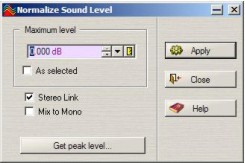 Normalize Sound Level
Maximum level
0.000 dB
As selected
Apply
Close
Stereo Link
Mix to Mono
Help
Get peak level...